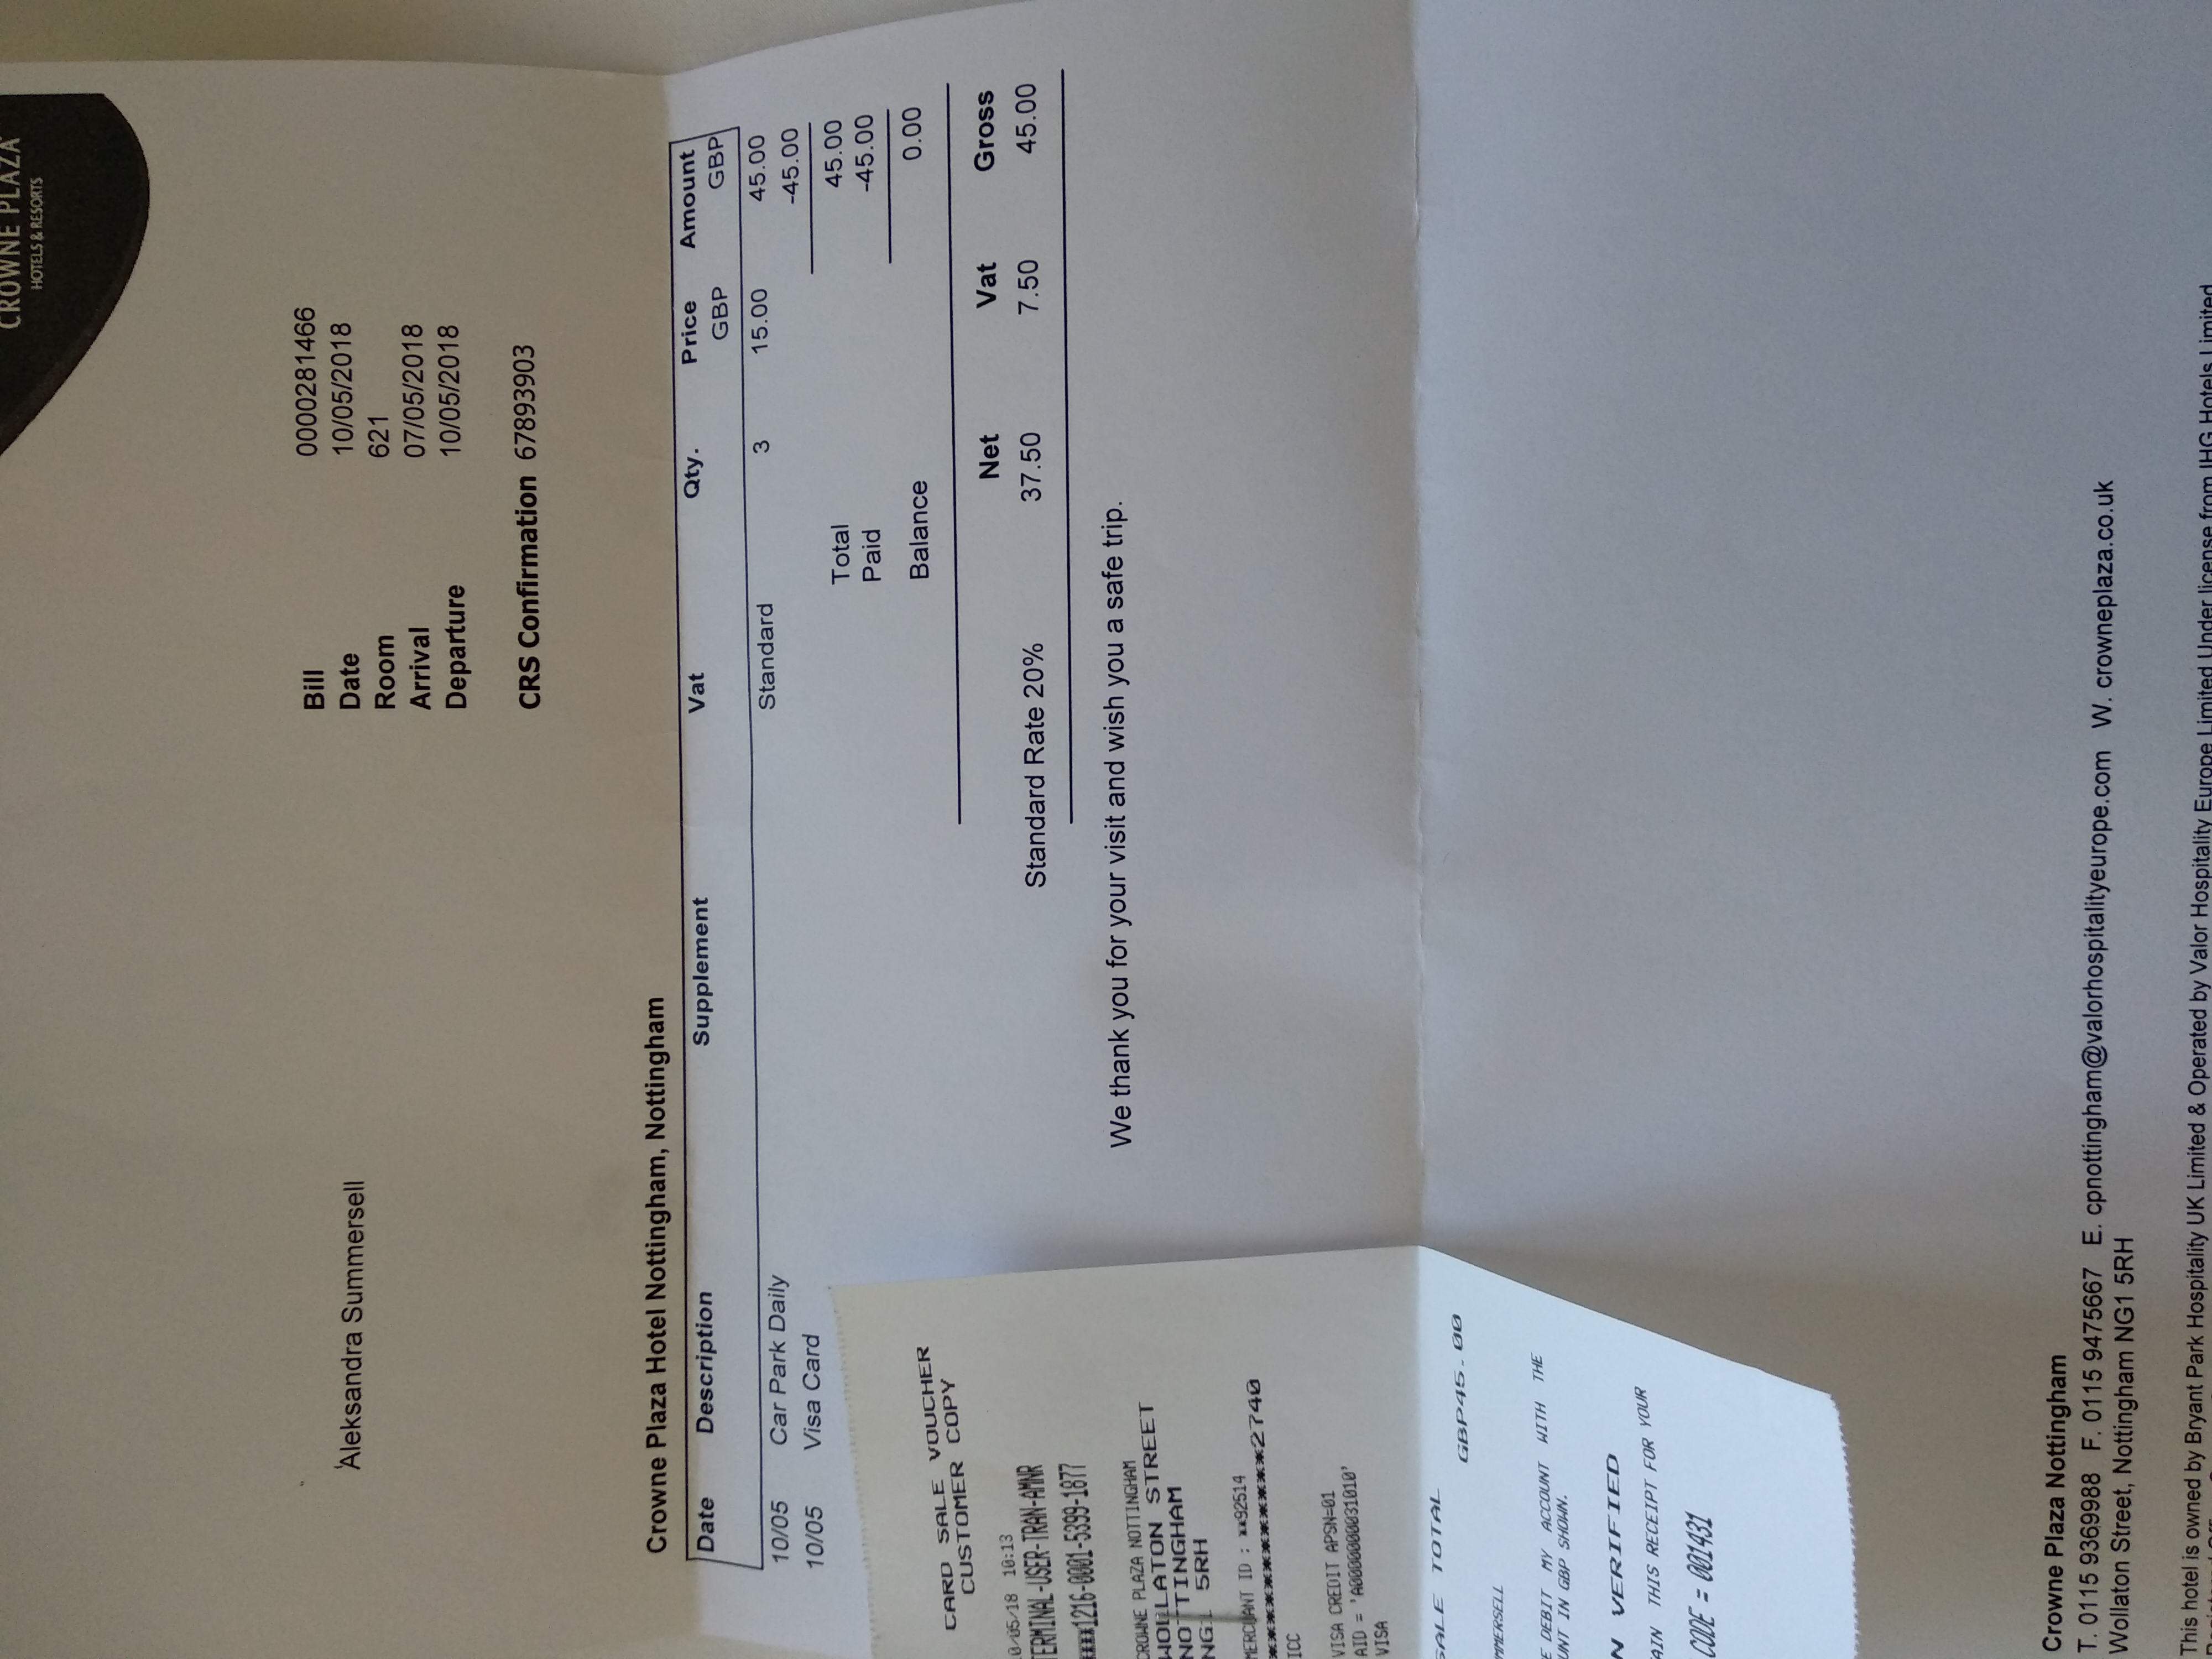 CROWNE PLAZA
HOTELS & RESORTS
Aleksandra Summersell
Bill 0000281466
Date 10/05/2018
Room 621
Arrival 07/05/2018
Departure 10/05/2018
CRS Confirmation 67893903
Crowne Plaza Hotel Nottingham, Nottingham
Date Description Supplement Vat Qty. Price Amount
GBP GBP
10/05 Car Park Daily Standard 3 15.00 45.00
10/05 Visa Card -45.00
Total 45.00
Paid -45.00
Balance 0.00
Net Vat Gross
Standard Rate 20% 37.50 7.50 45.00
We thank you for your visit and wish you a safe trip.
CARD SALE VOUCHER
CUSTOMER COPY
0/05/18 10:13
TERMINAL-USER-TRAN-AMNR
****1216-0001-5399-1877
CROWNE PLAZA NOTTINGHAM
WOLLATON STREET
NOTTINGHAM
NG1 5RH
MERCHANT ID : **92514
************2740
ICC
VISA CREDIT APSN=01
AID = 'A0000000031010'
VISA
SALE TOTAL
GBP45.00
MMERSELL
E DEBIT MY ACCOUNT WITH THE
UNT IN GBP SHOWN.
N VERIFIED
AIN THIS RECEIPT FOR YOUR
CODE = 001431
Crowne Plaza Nottingham
T. 0115 9369988 F. 0115 9475667 E. cpnottingham@valorhospitalityeurope.com W. crowneplaza.co.uk
Wollaton Street, Nottingham NG1 5RH
This hotel is owned by Bryant Park Hospitality UK Limited & Operated by Valor Hospitality Europe Limited Under license from IHG Hotels Limited